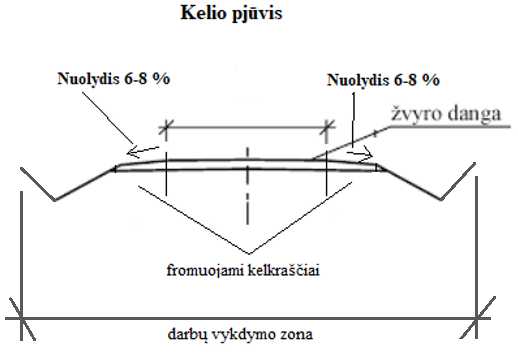 Kelio pjūvis
Nuolydis 6-8 %
Nuolydis 6-8 %
žvyro danga
fromuojami kelkraščiai
darbų vykdymo zona